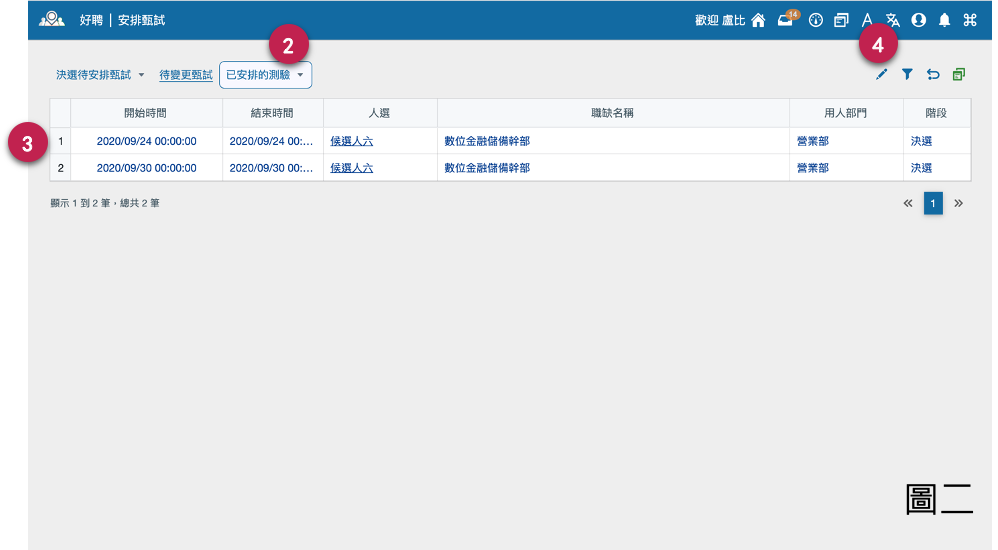 好聘 | 安排甄試
歡迎 盧比
14
2
4
決選待安排甄試
待變更甄試
已安排的測驗
開始時間 結束時間 人選 職缺名稱 用人部門 階段
3
1 2020/09/24 00:00:00 2020/09/24 00:... 候選人六 數位金融儲備幹部 營業部 決選
2 2020/09/30 00:00:00 2020/09/30 00:... 候選人六 數位金融儲備幹部 營業部 決選
顯示 1 到 2 筆，總共 2 筆
« 1 »
圖二